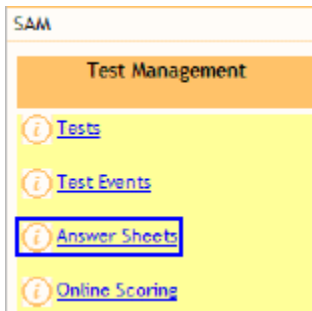 SAM
Test Management
Tests
Test Events
Answer Sheets
Online Scoring